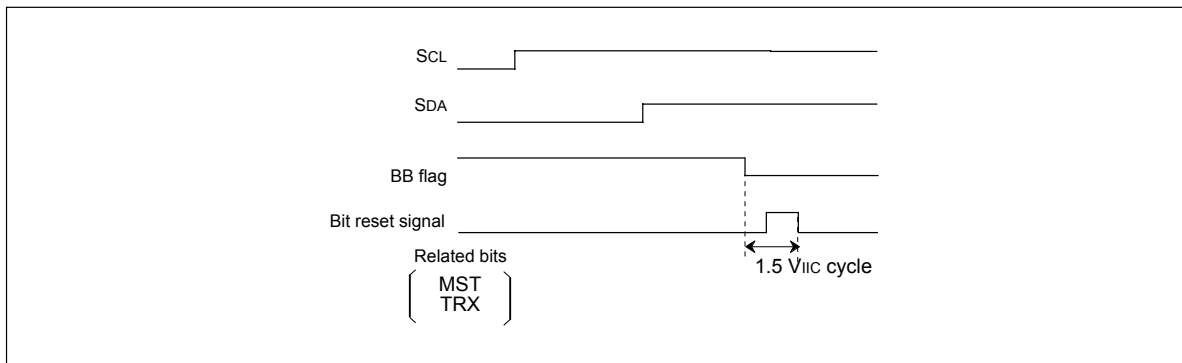 SCL
SDA
BB flag
Bit reset signal
Related bits
1.5 VIIC cycle
MST
TRX